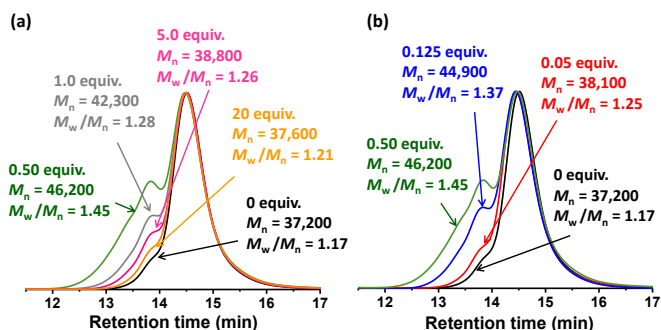 (a)
5.0 equiv.
Mn = 38,800
Mw/Mn = 1.26
1.0 equiv.
Mn = 42,300
Mw/Mn = 1.28
20 equiv.
Mn = 37,600
Mw/Mn = 1.21
0.50 equiv.
Mn = 46,200
Mw/Mn = 1.45
0 equiv.
Mn = 37,200
Mw/Mn = 1.17
12 13 14 15 16 17
Retention time (min)
(b)
0.125 equiv.
Mn = 44,900
Mw/Mn = 1.37
0.05 equiv.
Mn = 38,100
Mw/Mn = 1.25
0.50 equiv.
Mn = 46,200
Mw/Mn = 1.45
0 equiv.
Mn = 37,200
Mw/Mn = 1.17
12 13 14 15 16 17
Retention time (min)